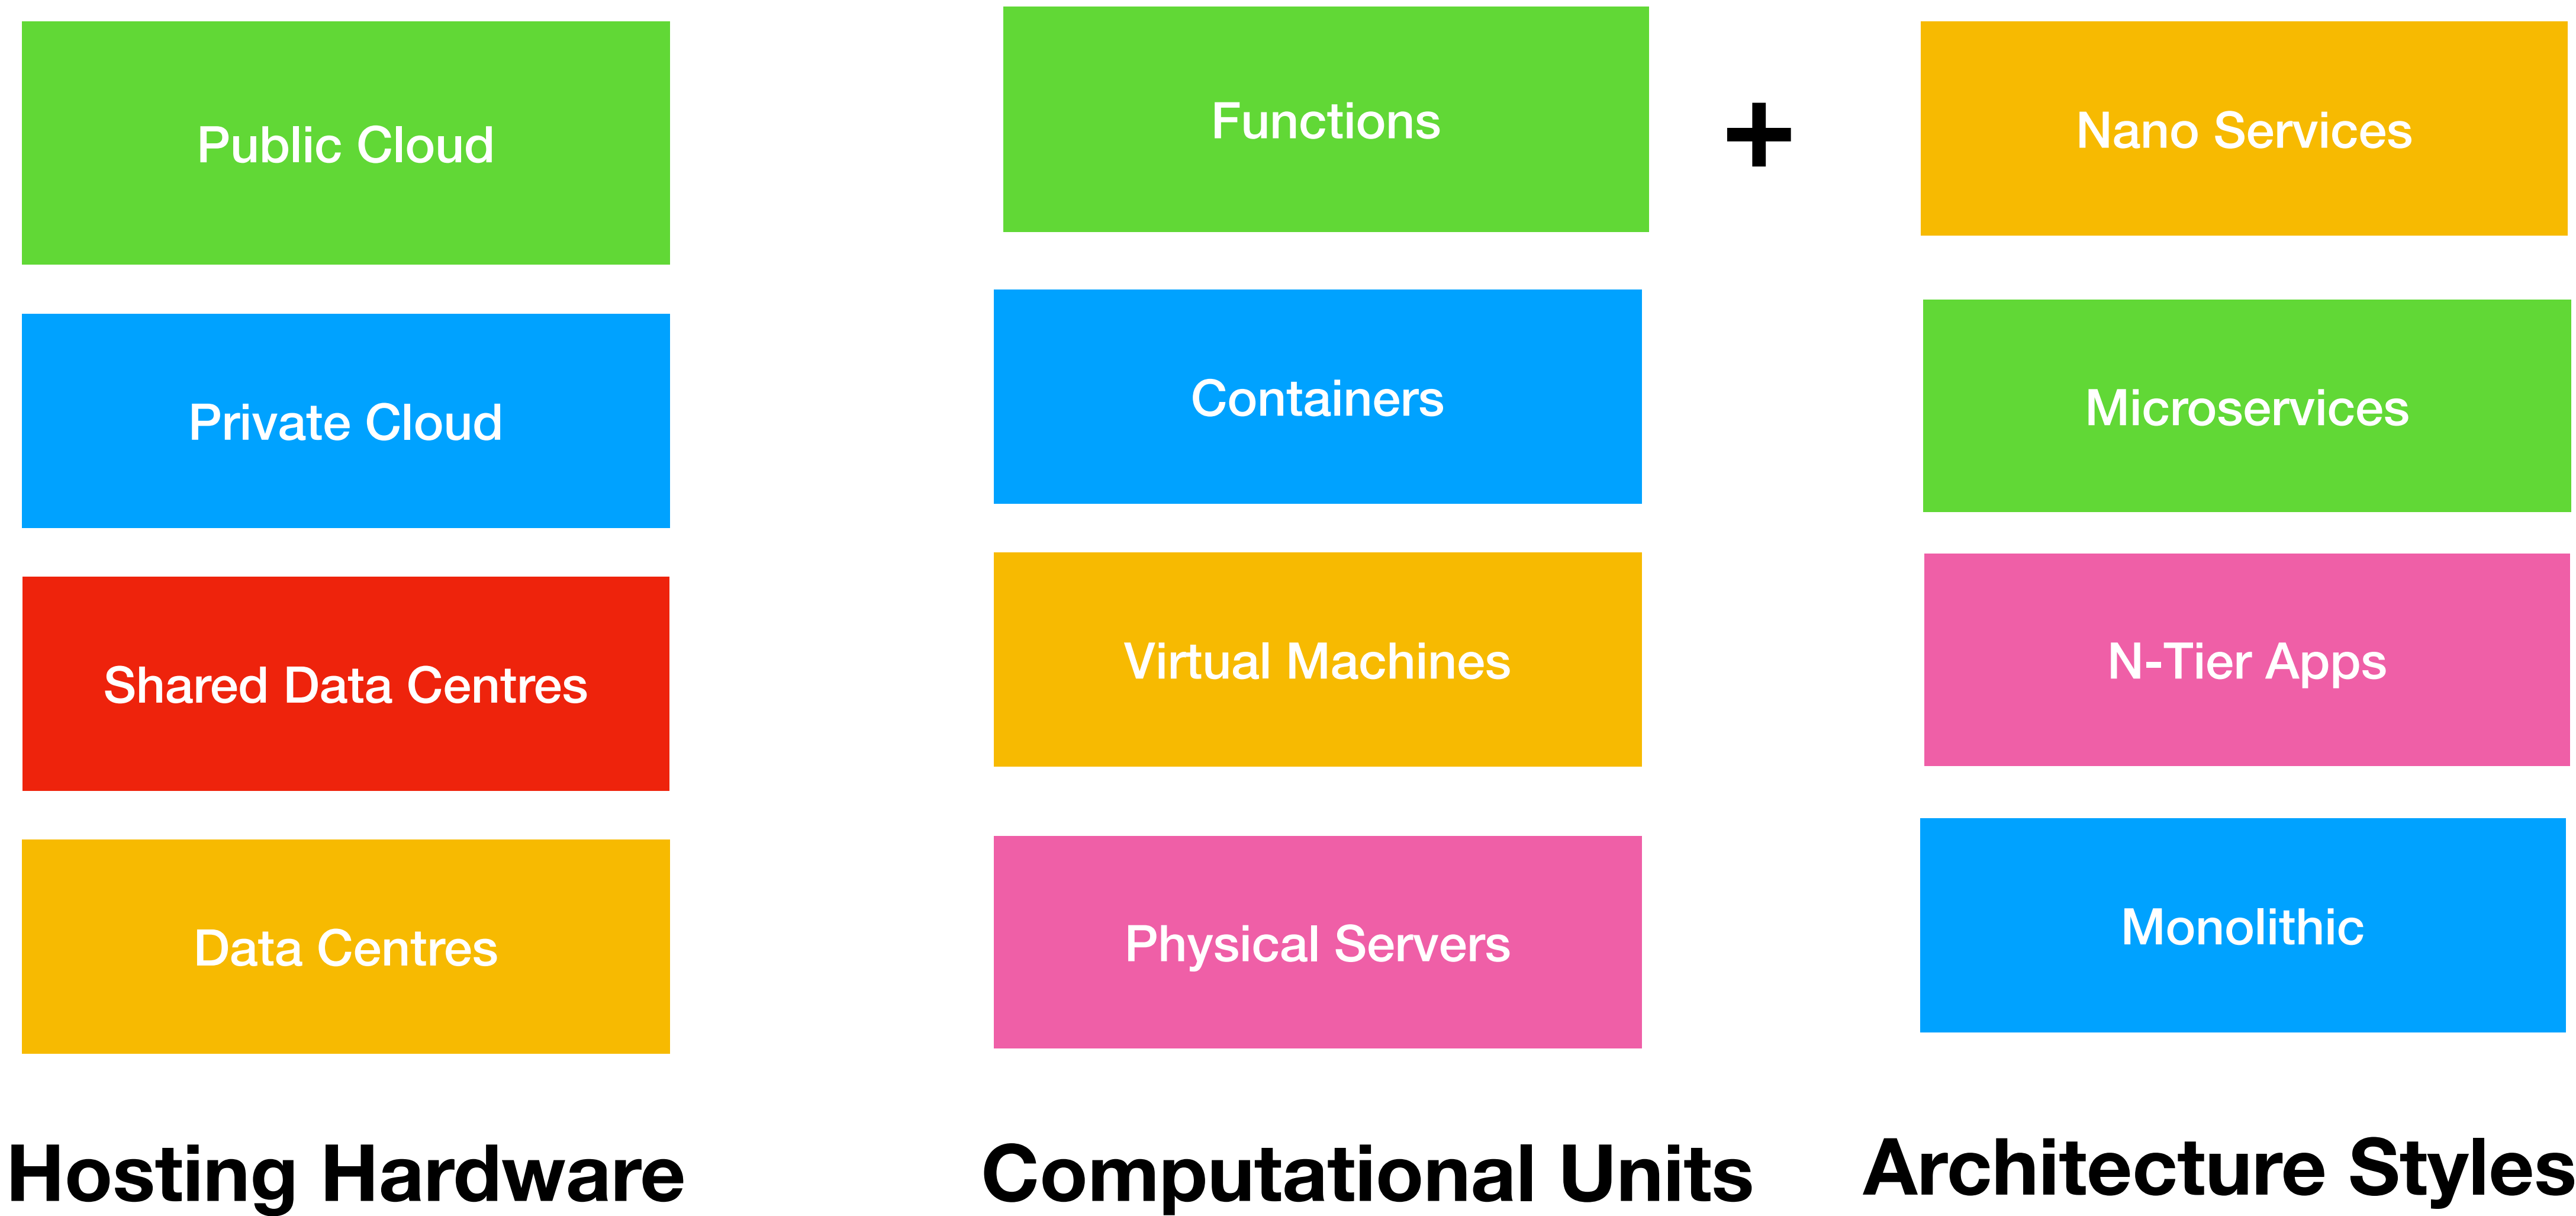 Public Cloud
Private Cloud
Shared Data Centres
Data Centres
Hosting Hardware
Functions
+
Containers
Virtual Machines
Physical Servers
Computational Units
Nano Services
Microservices
N-Tier Apps
Monolithic
Architecture Styles